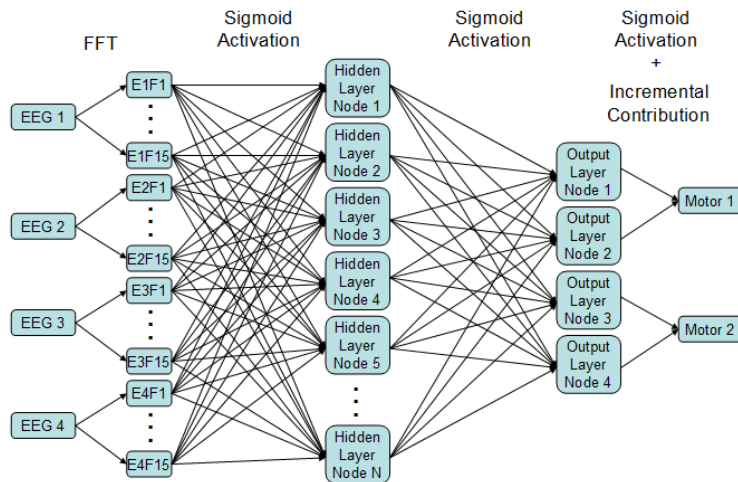 FFT
Sigmoid
Activation
Sigmoid
Activation
Sigmoid
Activation
+
Incremental
Contribution
EEG 1
EEG 2
EEG 3
EEG 4
E1F1
E1F15
E2F1
E2F15
E3F1
E3F15
E4F1
E4F15
Hidden
Layer
Node 1
Hidden
Layer
Node 2
Hidden
Layer
Node 3
Hidden
Layer
Node 4
Hidden
Layer
Node 5
Hidden
Layer
Node N
Output
Layer
Node 1
Output
Layer
Node 2
Output
Layer
Node 3
Output
Layer
Node 4
Motor 1
Motor 2